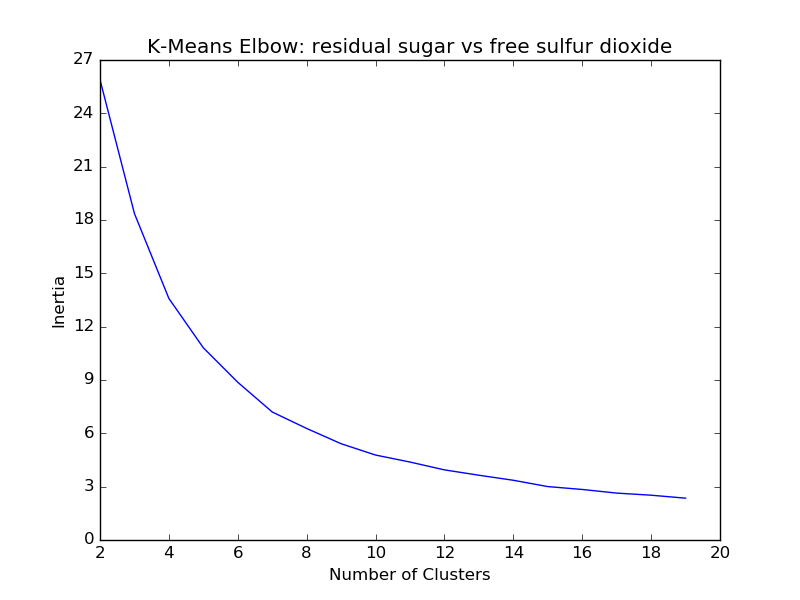 K-Means Elbow: residual sugar vs free sulfur dioxide
27
24
21
18
15
12
9
6
3
0
Inertia
2 4 6 8 10 12 14 16 18 20
Number of Clusters